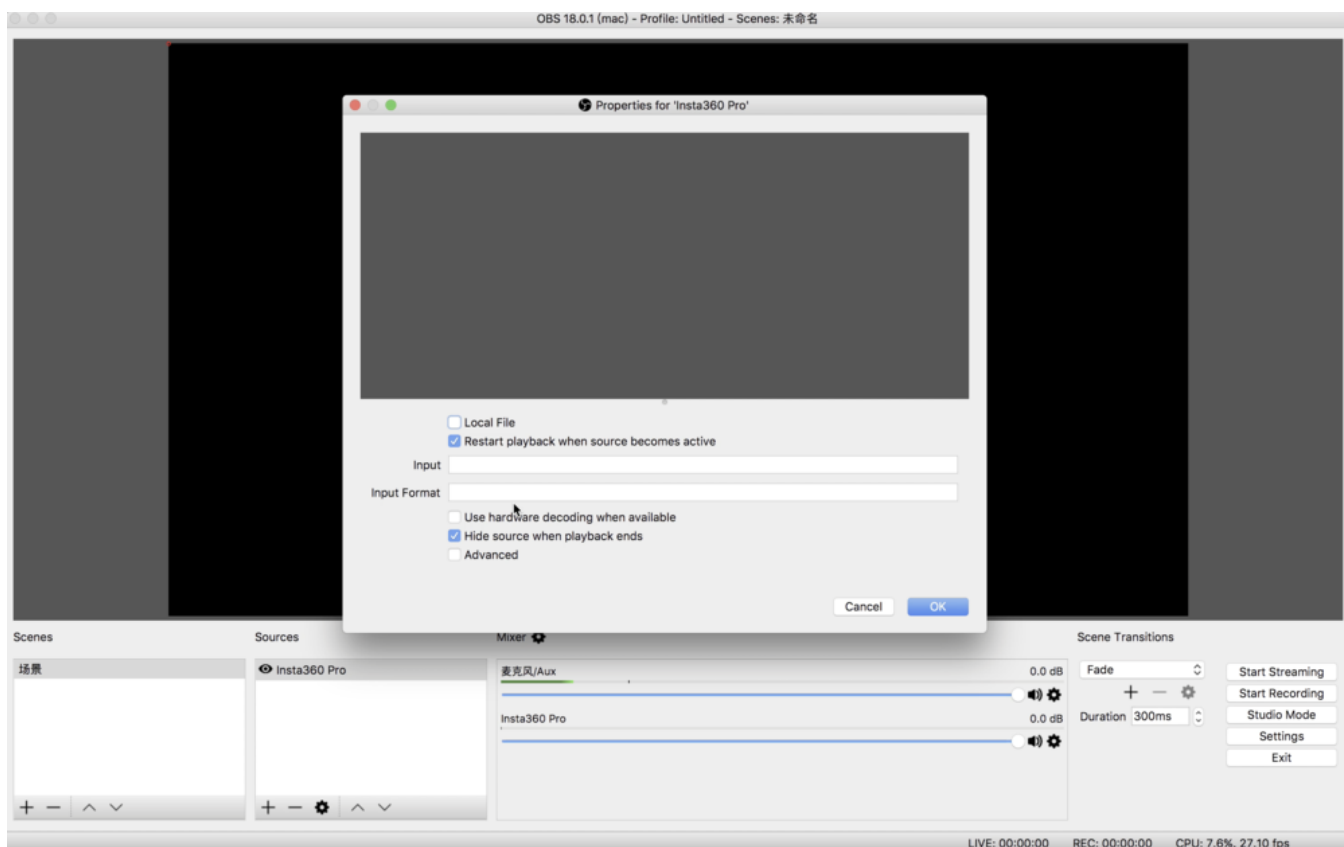 OBS 18.0.1 (mac) - Profile: Untitled - Scenes: 未命名
Properties for 'Insta360 Pro'
Local File
Restart playback when source becomes active
Input
Input Format
Use hardware decoding when available
Hide source when playback ends
Advanced
Cancel
OK
Scenes
Sources
Mixer
Scene Transitions
场景
Insta360 Pro
麦克风/Aux
0.0 dB
Insta360 Pro
0.0 dB
Fade
Duration 300ms
Start Streaming
Start Recording
Studio Mode
Settings
Exit
LIVE: 00:00:00 REC: 00:00:00 CPU: 7.6%, 27.10 fps